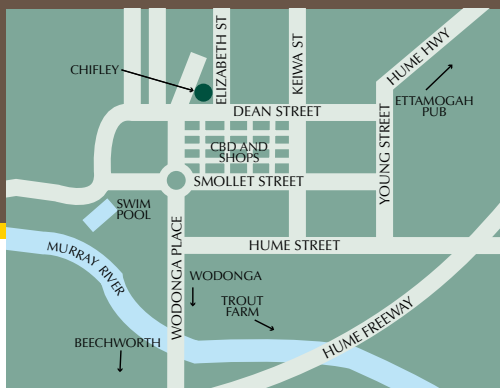 ELIZABETH ST
KEIWA ST
HUME HWY
CHIFLEY
ETTAMOGAH
PUB
DEAN STREET
YOUNG STREET
CBD AND
SHOPS
SMOLLET STREET
SWIM
POOL
WODONGA PLACE
HUME STREET
MURRAY RIVER
WODONGA
TROUT
FARM
HUME FREEWAY
BEECHWORTH